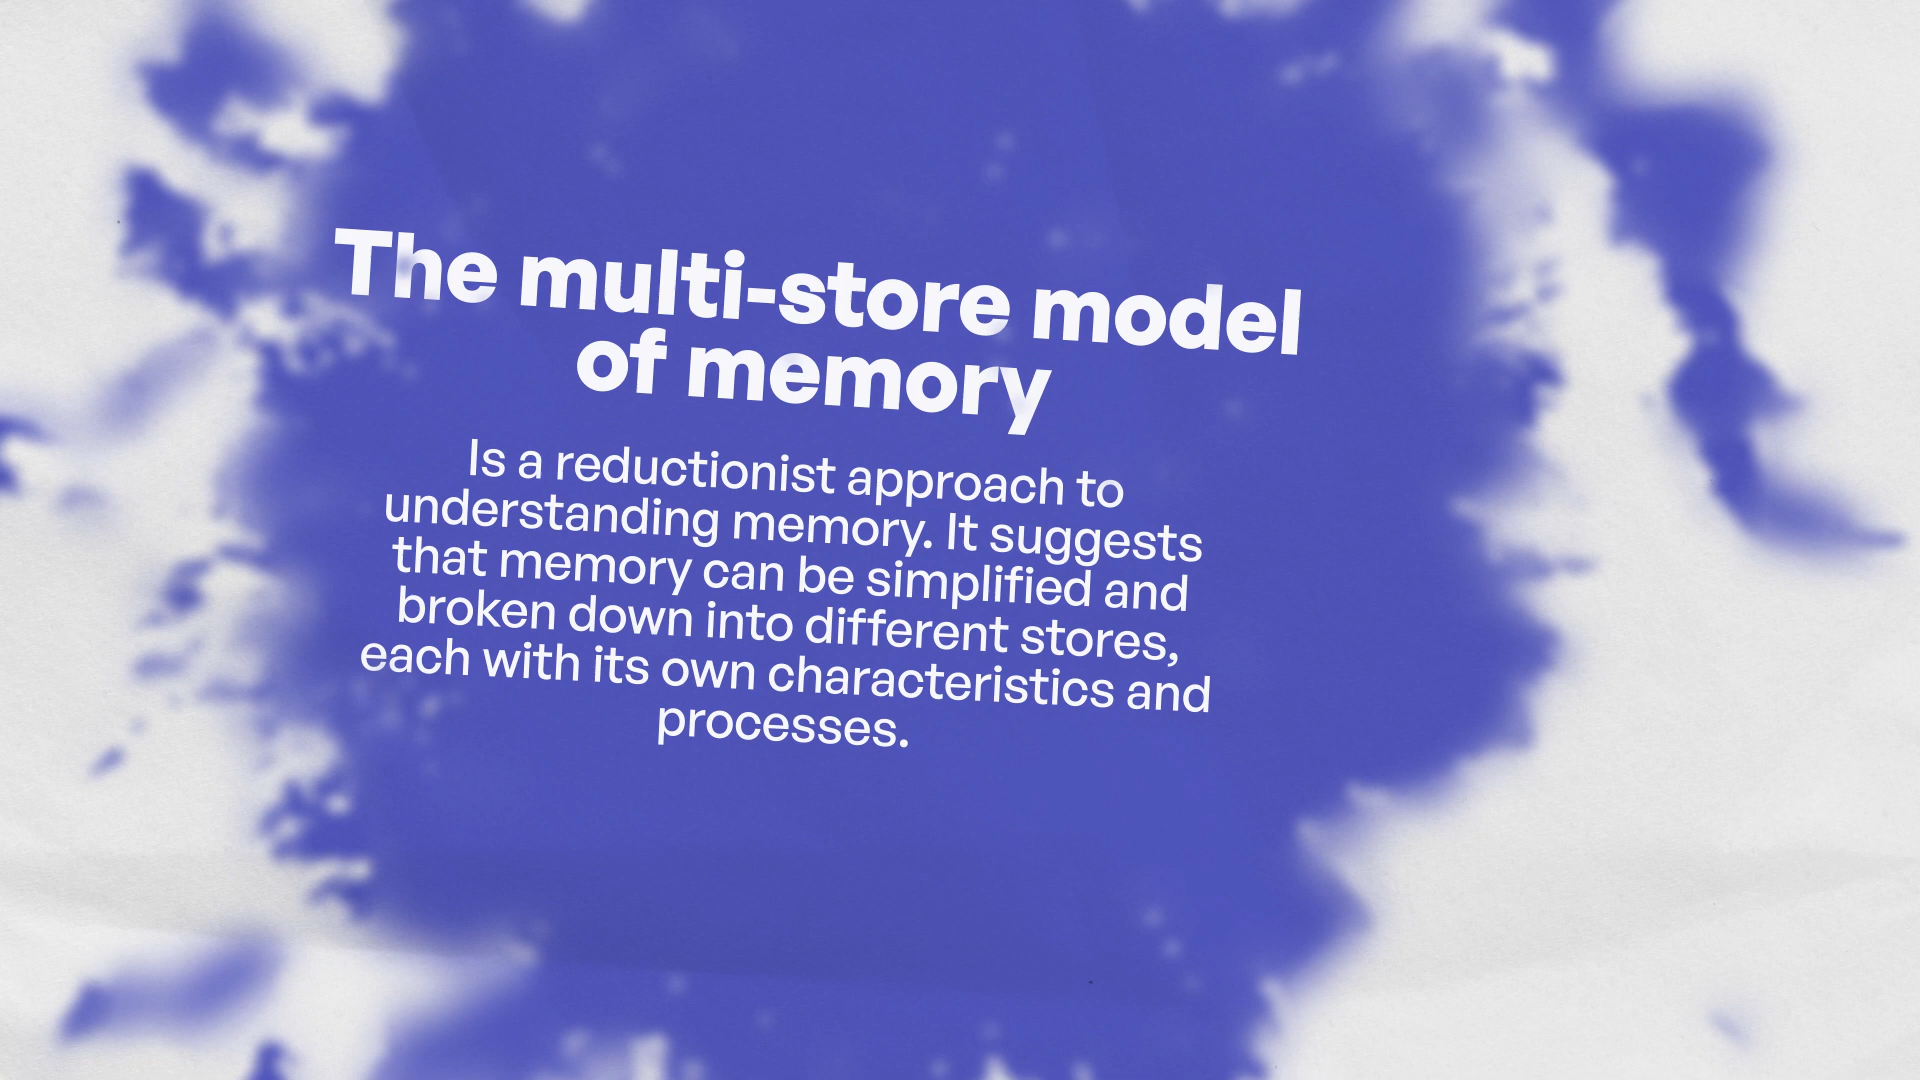 The multi-store model
of memory
Is a reductionist approach to
understanding memory. It suggests
that memory can be simplified and
broken down into different stores,
each with its own characteristics and
processes.